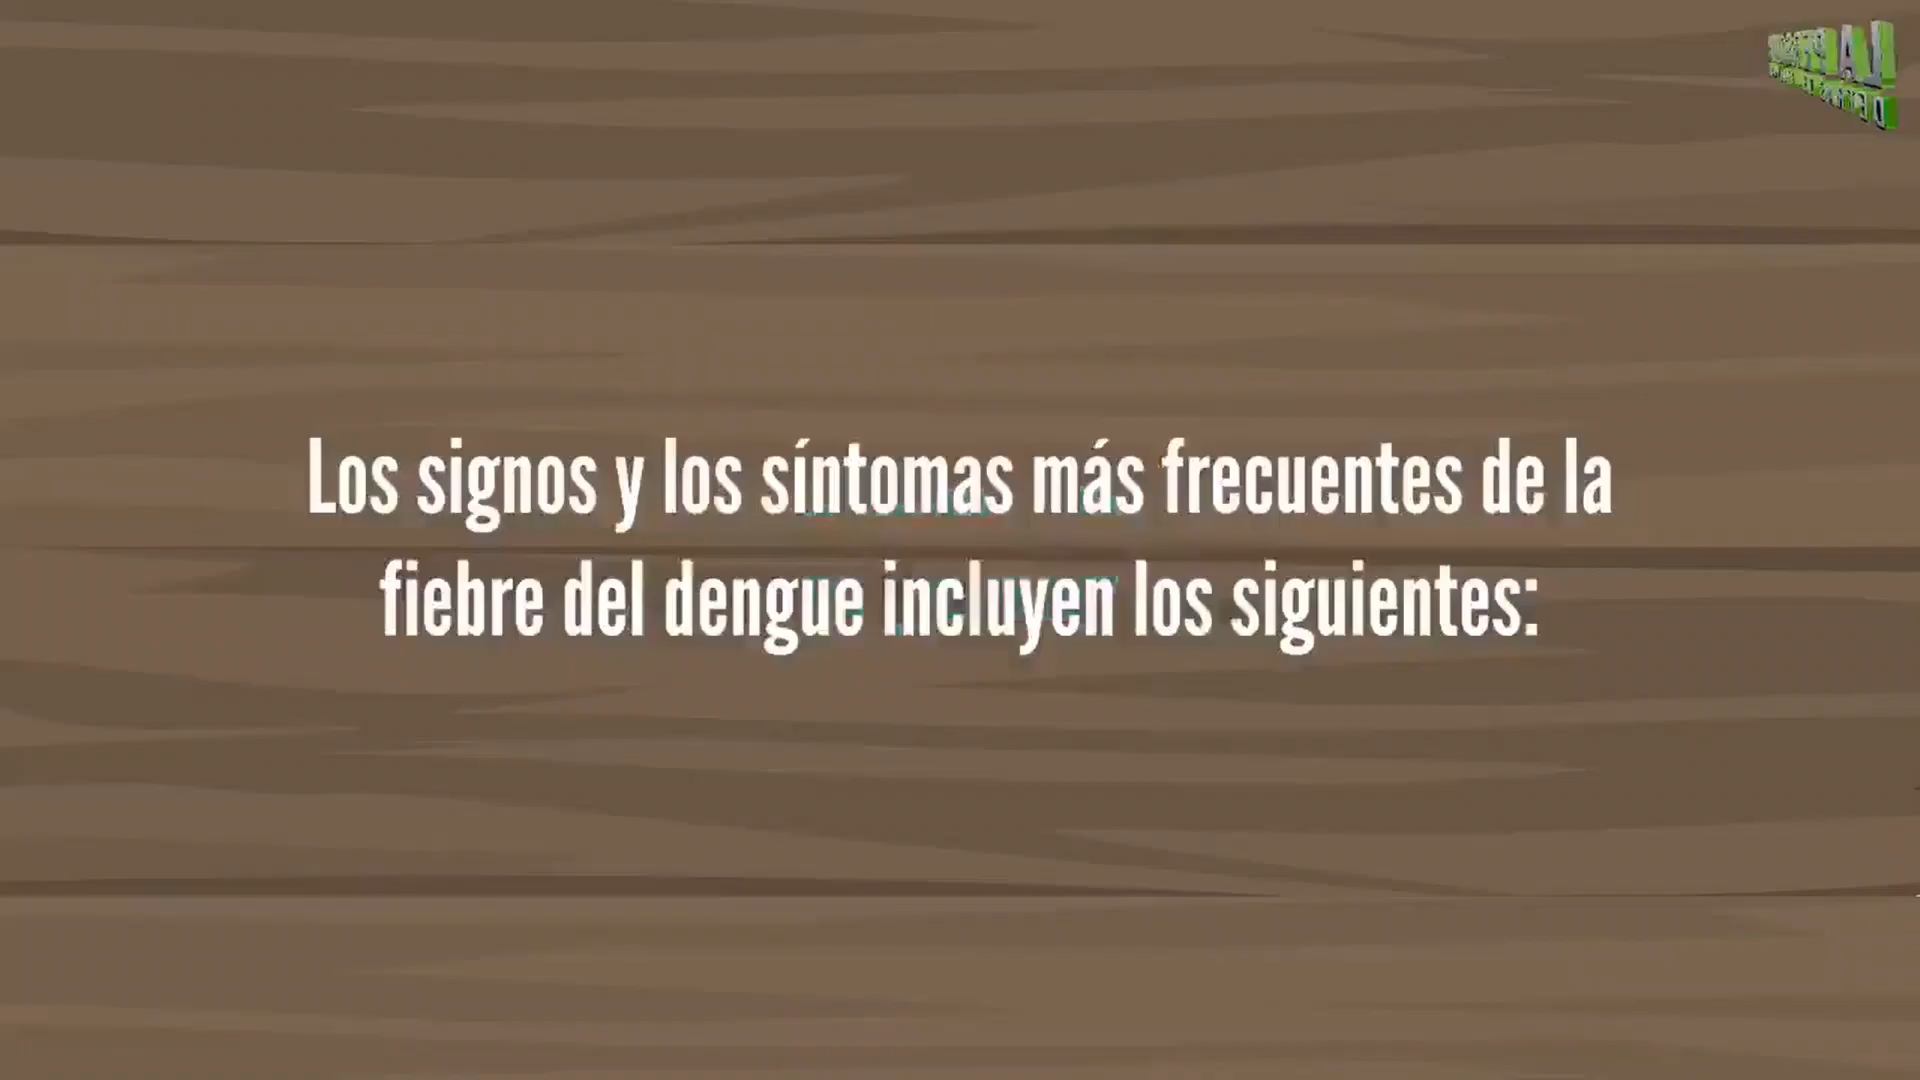 Los signos y los síntomas más frecuentes de la
fiebre del dengue incluyen los siguientes: